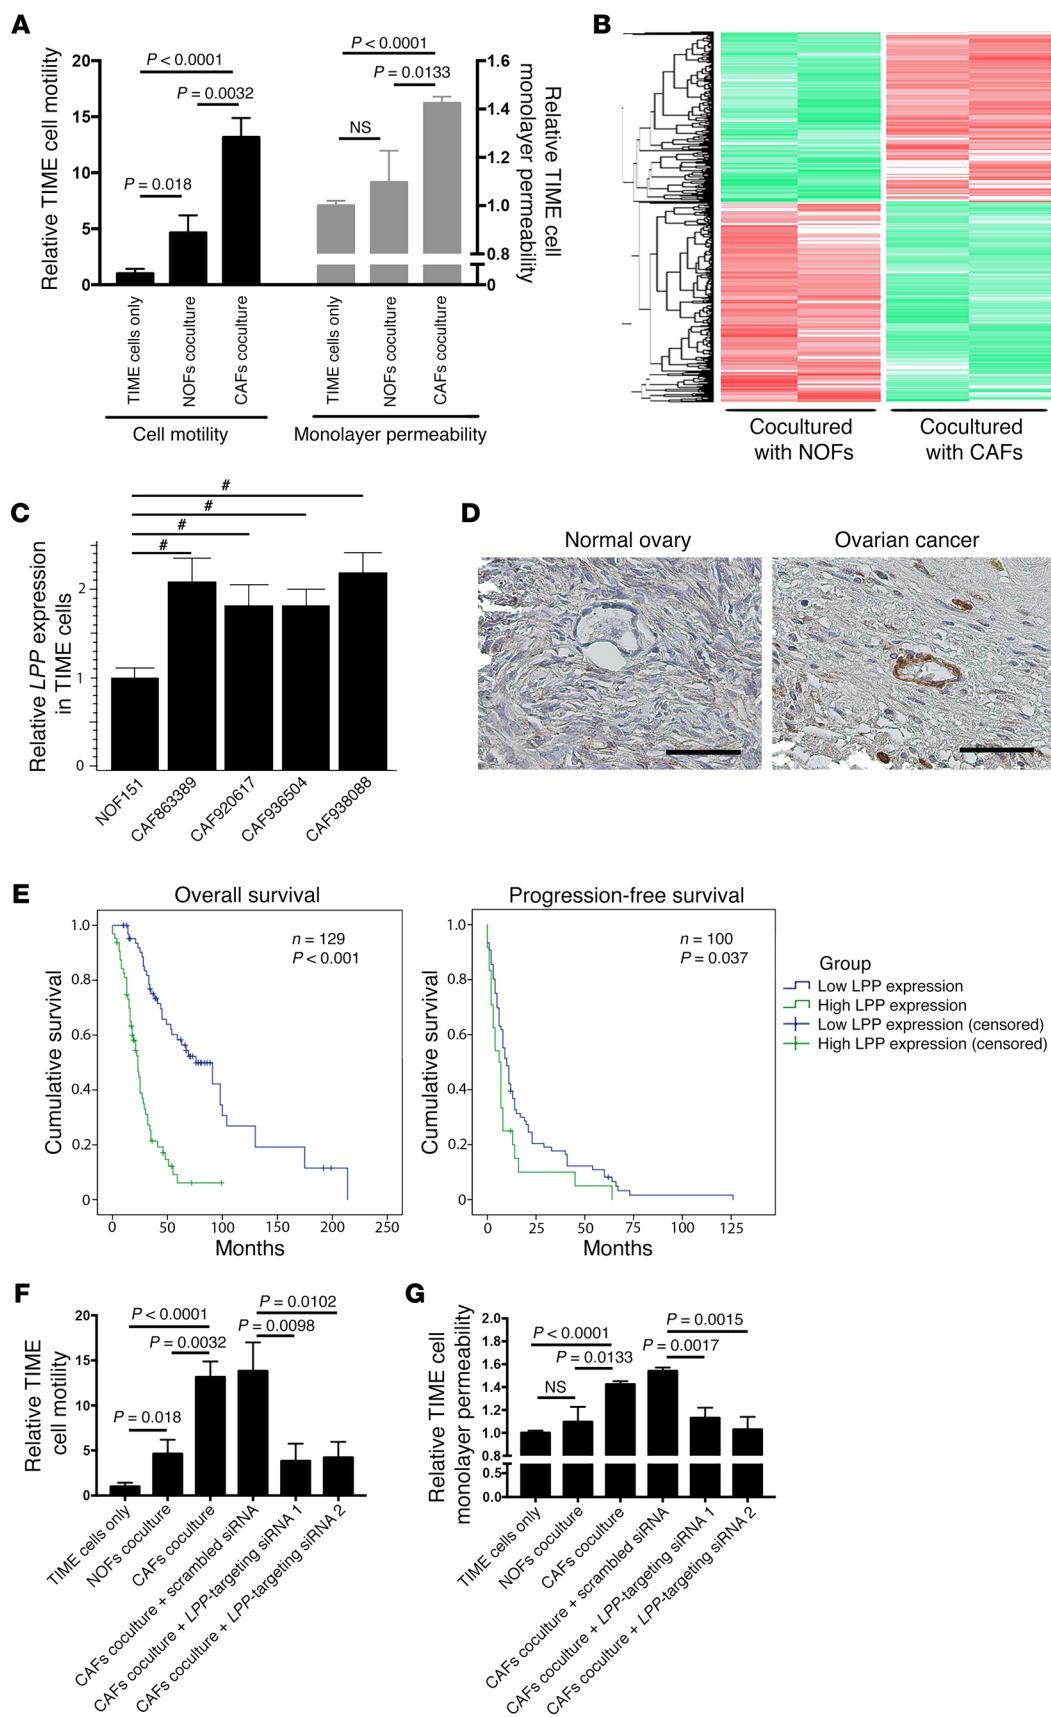 A
Relative TIME cell motility
20
15
10
5
0
P < 0.0001
P = 0.0032
P = 0.018
P < 0.0001
P = 0.0133
NS
1.6
1.4
1.2
1.0
0.8
0
Relative TIME cell
monolayer permeability
TIME cells only
NOFs coculture
CAFs coculture
TIME cells only
NOFs coculture
CAFs coculture
Cell motility
Monolayer permeability
B
Cocultured
with NOFs
Cocultured
with CAFs
C
Relative LPP expression
in TIME cells
2
1
0
#
#
#
#
NOF151
CAF863389
CAF920617
CAF936504
CAF938088
D
Normal ovary
Ovarian cancer
E
Overall survival
Cumulative survival
1.0
0.8
0.6
0.4
0.2
0
n = 129
P < 0.001
0
50
100
150
200
250
Months
Progression-free survival
Cumulative survival
1.0
0.8
0.6
0.4
0.2
0
n = 100
P = 0.037
0
25
50
75
100
125
Months
Group
Low LPP expression
High LPP expression
Low LPP expression (censored)
High LPP expression (censored)
F
Relative TIME
cell motility
20
15
10
5
0
P < 0.0001
P = 0.0032
P = 0.018
P = 0.0102
P = 0.0098
TIME cells only
NOFs coculture
CAFs coculture
CAFs coculture + scrambled siRNA
CAFs coculture + LPP-targeting siRNA 1
CAFs coculture + LPP-targeting siRNA 2
G
Relative TIME cell
monolayer permeability
2.0
1.8
1.6
1.4
1.2
1.0
0.8
0.5
0.0
P < 0.0001
P = 0.0133
NS
P = 0.0015
P = 0.0017
TIME cells only
NOFs coculture
CAFs coculture
CAFs coculture + scrambled siRNA
CAFs coculture + LPP-targeting siRNA 1
CAFs coculture + LPP-targeting siRNA 2